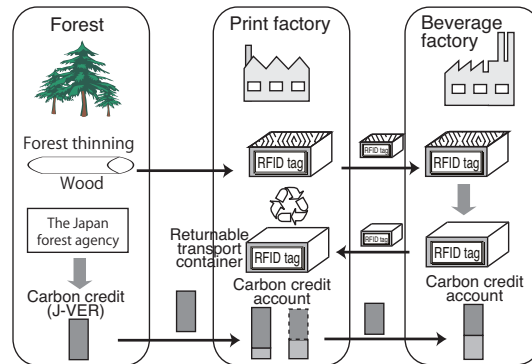 Forest
Forest thinning
Wood
The Japan
forest agency
Carbon credit
(J-VER)
Print factory
RFID tag
RFID tag
Returnable
transport
container
RFID tag
RFID tag
Carbon credit
account
Beverage
factory
RFID tag
RFID tag
Carbon credit
account